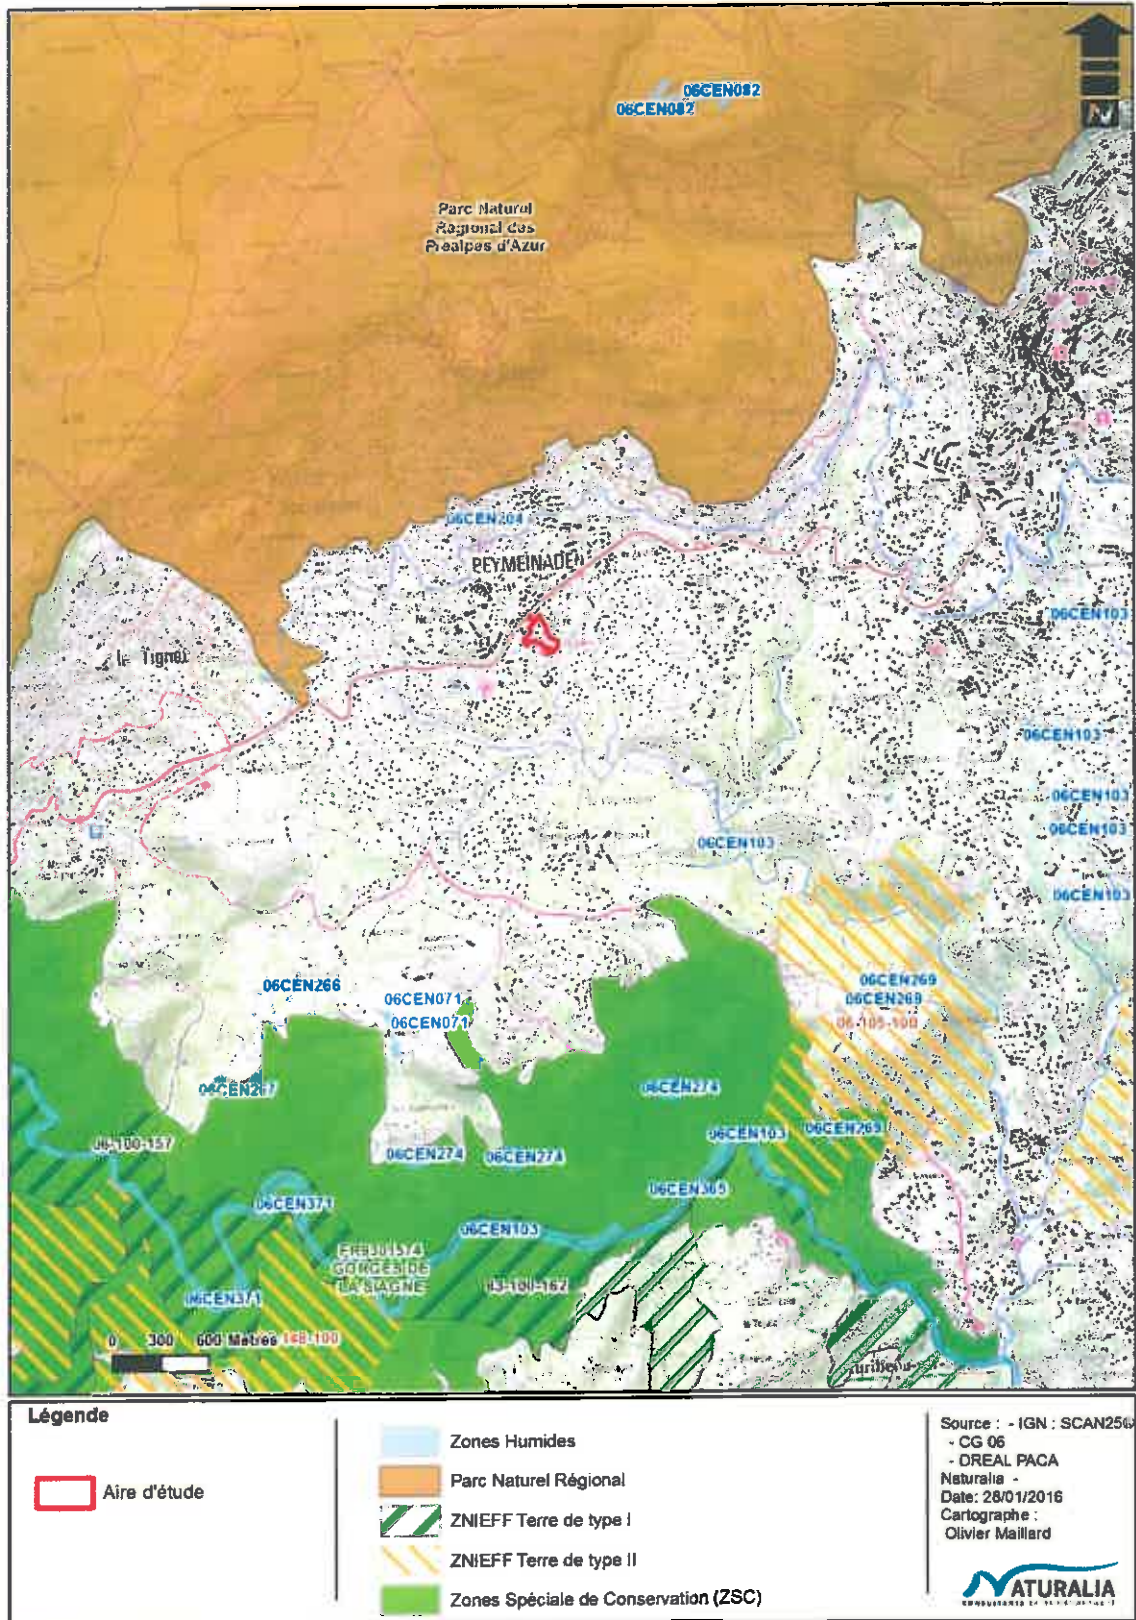 06CEN082
06CEN082
Parc Naturel
Régional des
Préalpes d'Azur
06CEN204
PEYMEINADE
06CEN103
le Tignet
06CEN103
06CEN103
06CEN103
06CEN103
06CEN103
06CEN269
06CEN269
06CEN266
06CEN071
06CEN071
06-105-100
06CEN267
06CEN274
06CEN103
06CEN269
06-100-157
06CEN274
06CEN274
06CEN371
06CEN365
06CEN103
FR9301574
GORGES DE
LA SIAGNE
83-100-162
06CEN371
0 300 600 Mètres
148-100
Légende
Aire d'étude
Zones Humides
Parc Naturel Régional
ZNIEFF Terre de type I
ZNIEFF Terre de type II
Zones Spéciale de Conservation (ZSC)
Source : - IGN : SCAN25®
- CG 06
- DREAL PACA
Naturalia -
Date: 28/01/2016
Cartographe :
Olivier Maillard
NATURALIA